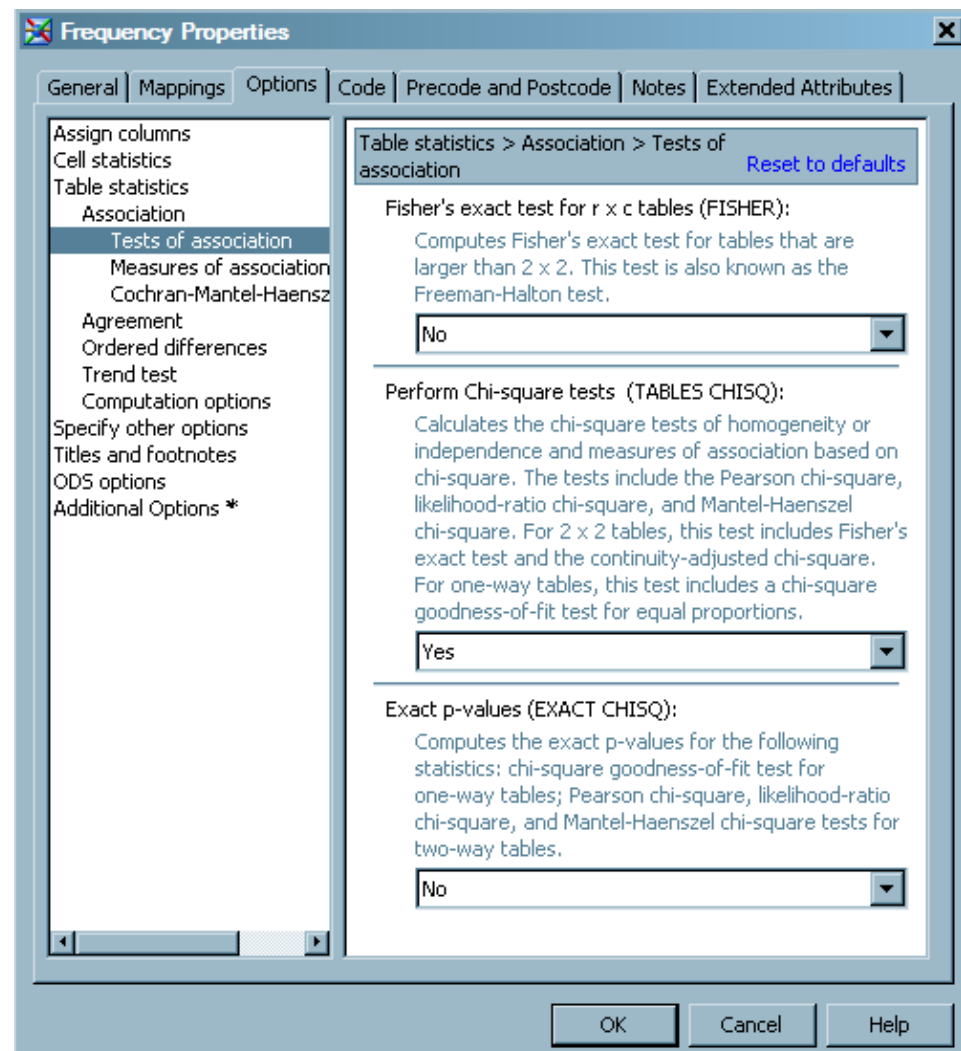 Frequency Properties
General
Mappings
Options
Code
Precode and Postcode
Notes
Extended Attributes
Assign columns
Cell statistics
Table statistics
Association
Tests of association
Measures of association
Cochran-Mantel-Haensz
Agreement
Ordered differences
Trend test
Computation options
Specify other options
Titles and footnotes
ODS options
Additional Options *
Table statistics > Association > Tests of
association
Reset to defaults
Fisher's exact test for r x c tables (FISHER):
Computes Fisher's exact test for tables that are
larger than 2 x 2. This test is also known as the
Freeman-Halton test.
No
Perform Chi-square tests (TABLES CHISQ):
Calculates the chi-square tests of homogeneity or
independence and measures of association based on
chi-square. The tests include the Pearson chi-square,
likelihood-ratio chi-square, and Mantel-Haenszel
chi-square. For 2 x 2 tables, this test includes Fisher's
exact test and the continuity-adjusted chi-square.
For one-way tables, this test includes a chi-square
goodness-of-fit test for equal proportions.
Yes
Exact p-values (EXACT CHISQ):
Computes the exact p-values for the following
statistics: chi-square goodness-of-fit test for
one-way tables; Pearson chi-square, likelihood-ratio
chi-square, and Mantel-Haenszel chi-square tests for
two-way tables.
No
OK
Cancel
Help